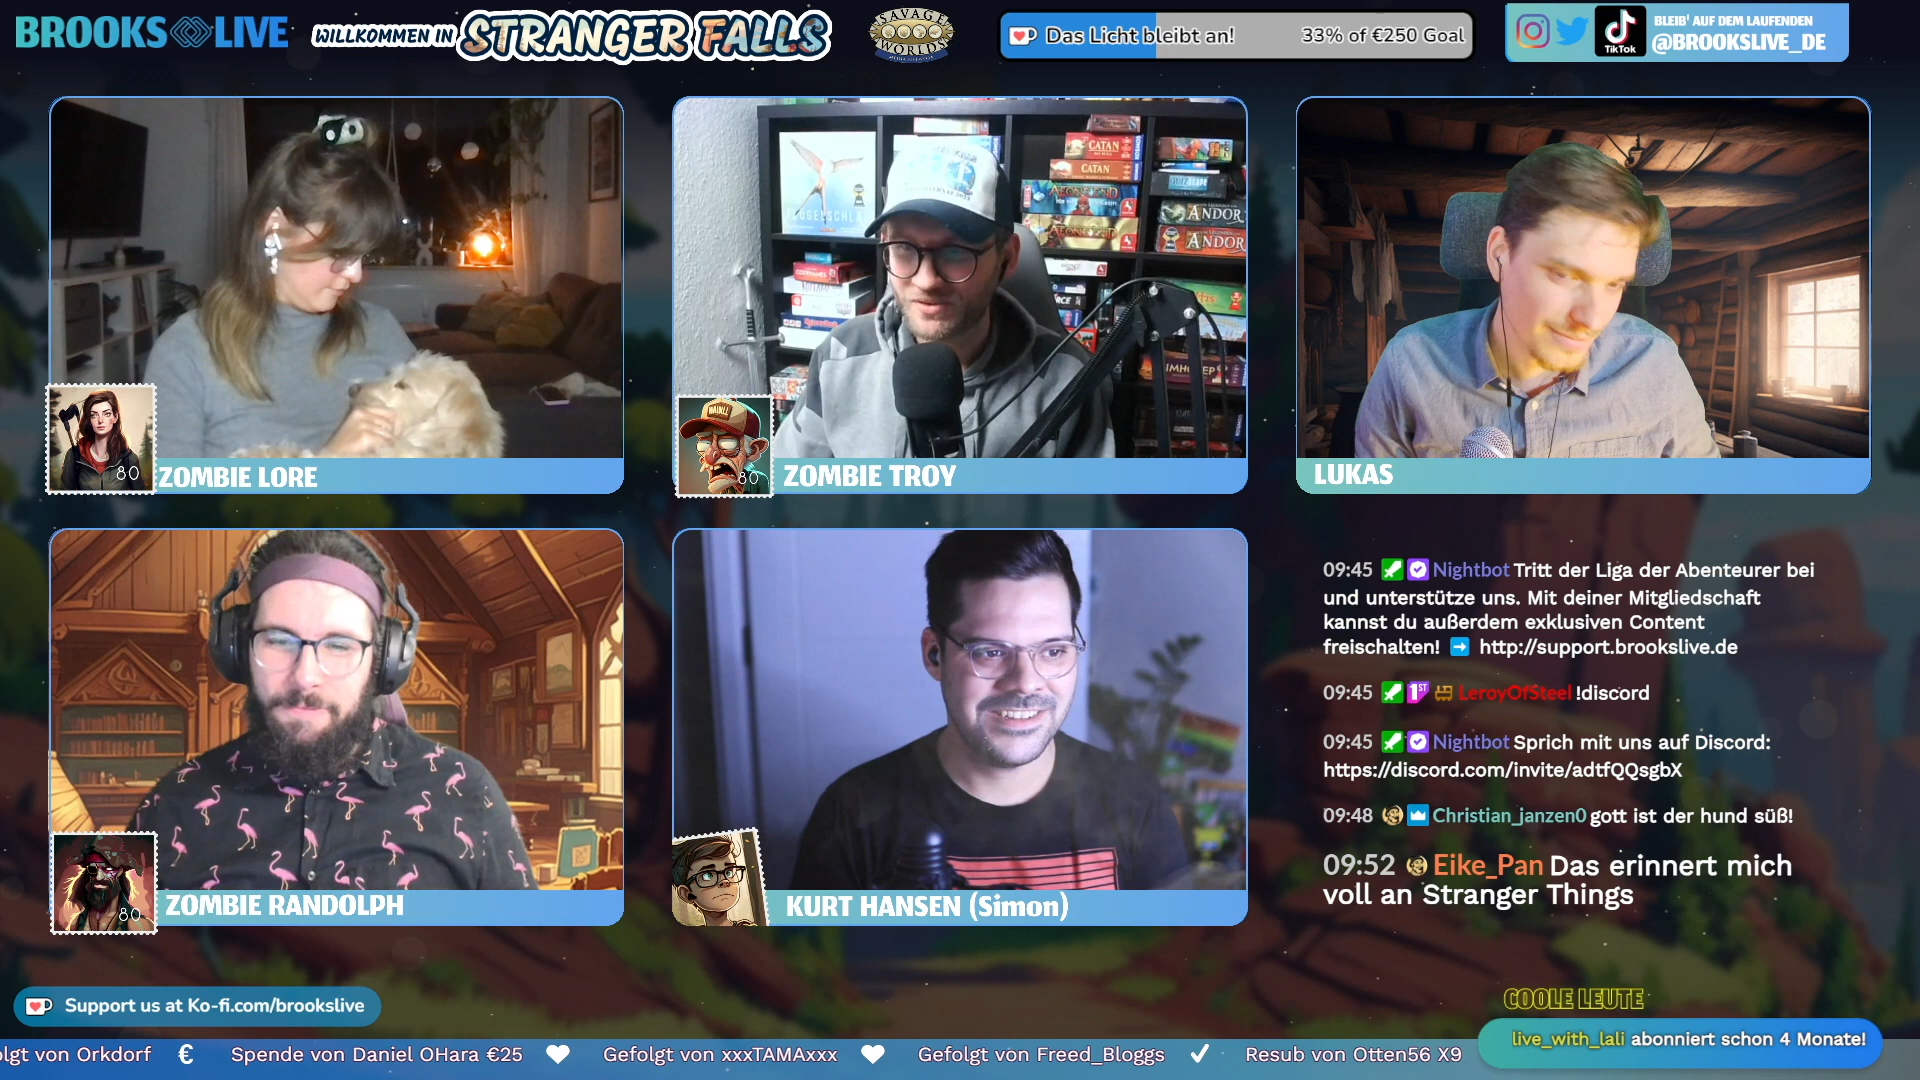 BROOKS LIVE
WILLKOMMEN IN STRANGER FALLS
SAVAGE WORLDS
Das Licht bleibt an!
33% of €250 Goal
TikTok
BLEIB' AUF DEM LAUFENDEN
@BROOKSLIVE_DE
CATAN
CATAN
ANDOR
ANDOR
80
ZOMBIE LORE
80
ZOMBIE TROY
LUKAS
80
ZOMBIE RANDOLPH
KURT HANSEN (Simon)
09:45 Nightbot Tritt der Liga der Abenteurer bei
und unterstütze uns. Mit deiner Mitgliedschaft
kannst du außerdem exklusiven Content
freischalten! http://support.brookslive.de
09:45 1ST LeroyOfSteel !discord
09:45 Nightbot Sprich mit uns auf Discord:
https://discord.com/invite/adtfQQsgbX
09:48 Christian_janzen0 gott ist der hund süß!
09:52 Eike_Pan Das erinnert mich
voll an Stranger Things
Support us at Ko-fi.com/brookslive
COOLE LEUTE
live_with_lali abonniert schon 4 Monate!
olgt von Orkdorf € Spende von Daniel OHara €25 Gefolgt von xxxTAMAxxx Gefolgt von Freed_Bloggs Resub von Otten56 X9